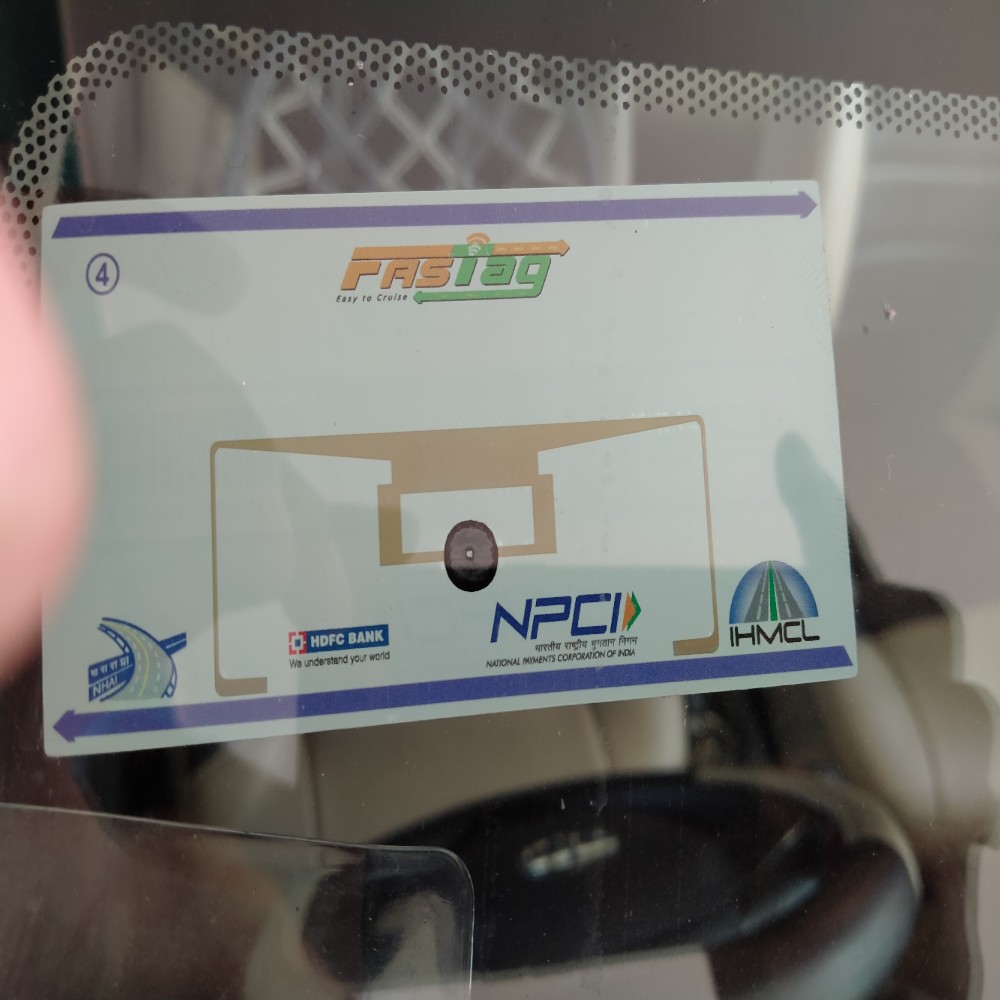 4
FASTag
Easy to Cruise
भा रा रा प्रा
NHAI
HDFC BANK
We understand your world
NPCI
भारतीय राष्ट्रीय भुगतान निगम
NATIONAL PAYMENTS CORPORATION OF INDIA
IHMCL